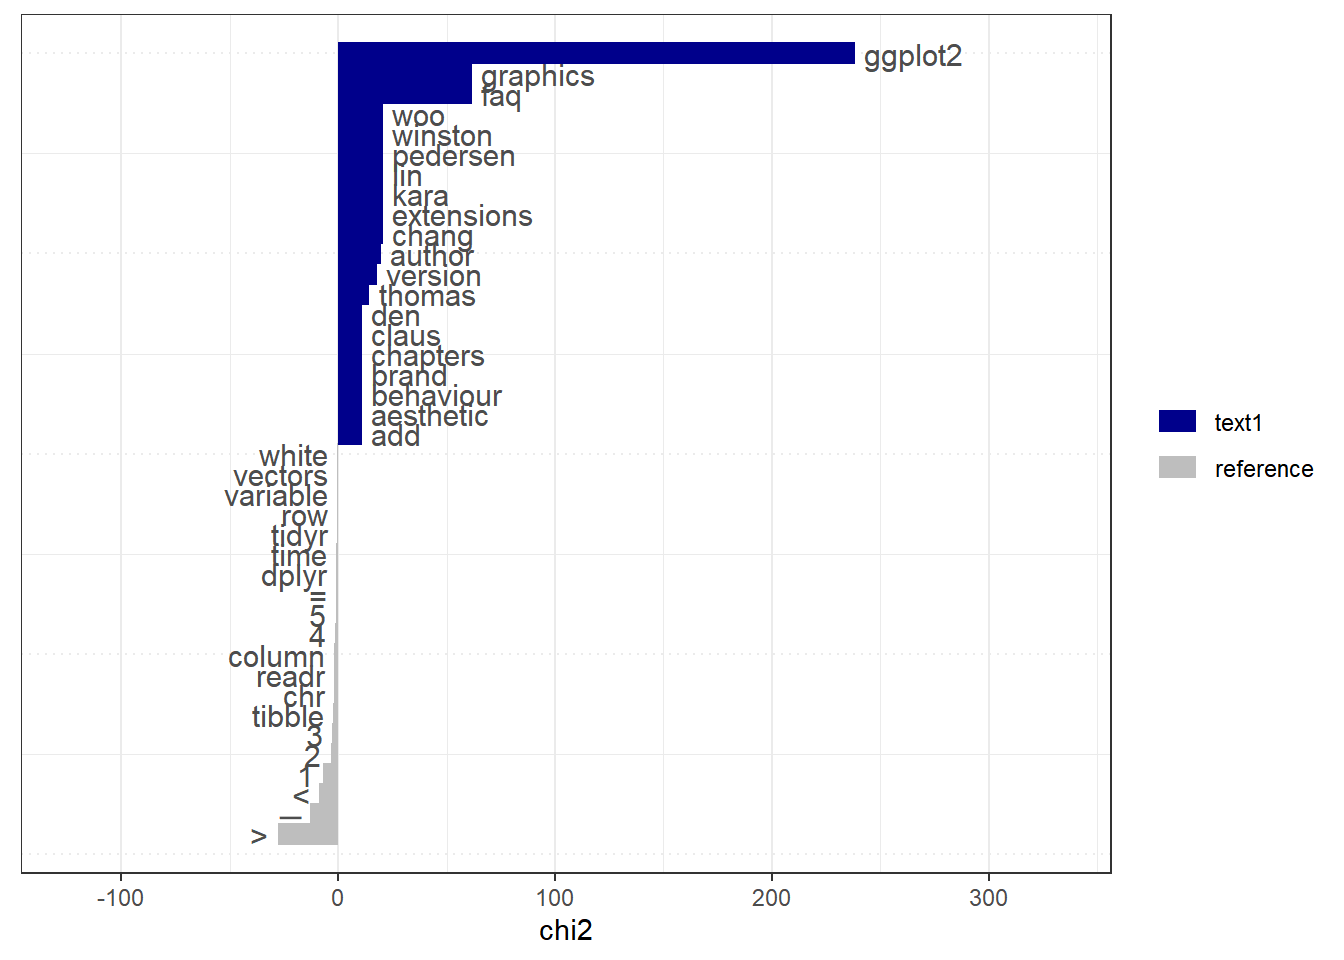 ggplot2
graphics
faq
woo
winston
pedersen
lin
kara
extensions
chang
author
version
thomas
den
claus
chapters
brand
behaviour
aesthetic
add
white
vectors
variable
row
tidyr
time
dplyr
=
5
4
column
readr
chr
tibble
3
2
1
<
|
>
-100 0 100 200 300
chi2
text1
reference